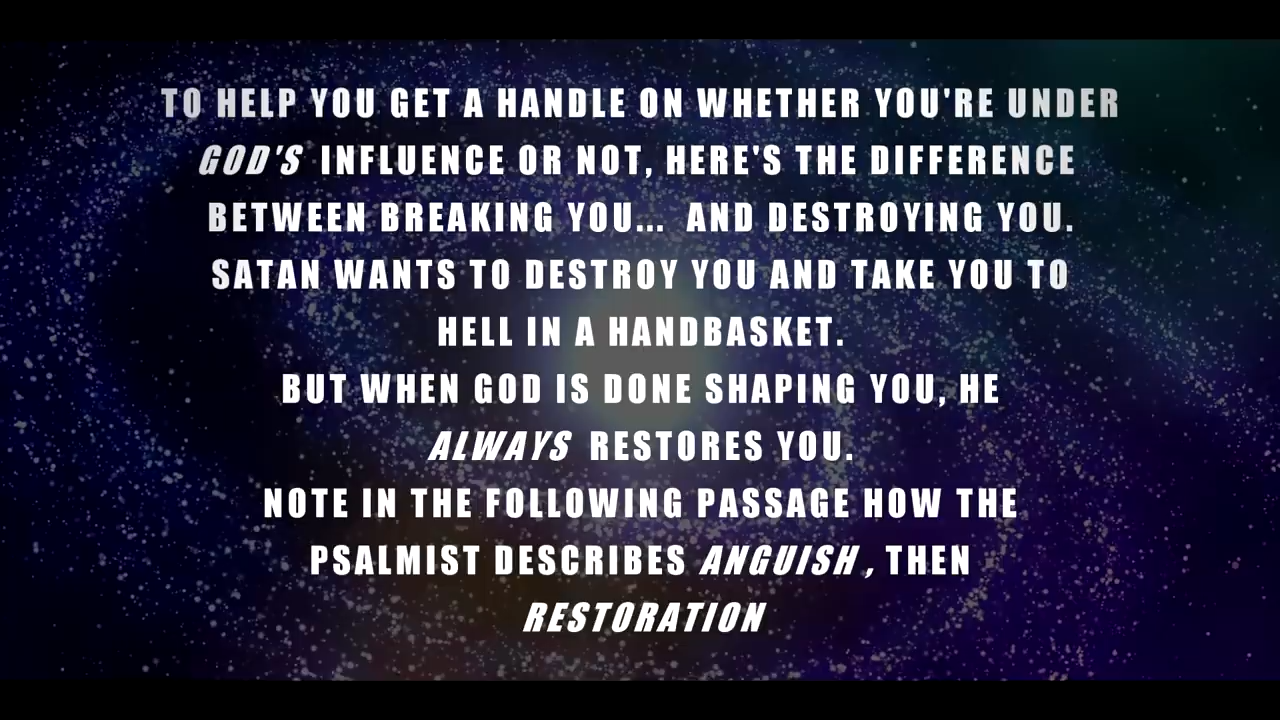 TO HELP YOU GET A HANDLE ON WHETHER YOU'RE UNDER
GOD'S INFLUENCE OR NOT, HERE'S THE DIFFERENCE
BETWEEN BREAKING YOU... AND DESTROYING YOU.
SATAN WANTS TO DESTROY YOU AND TAKE YOU TO
HELL IN A HANDBASKET.
BUT WHEN GOD IS DONE SHAPING YOU, HE
ALWAYS RESTORES YOU.
NOTE IN THE FOLLOWING PASSAGE HOW THE
PSALMIST DESCRIBES ANGUISH, THEN
RESTORATION